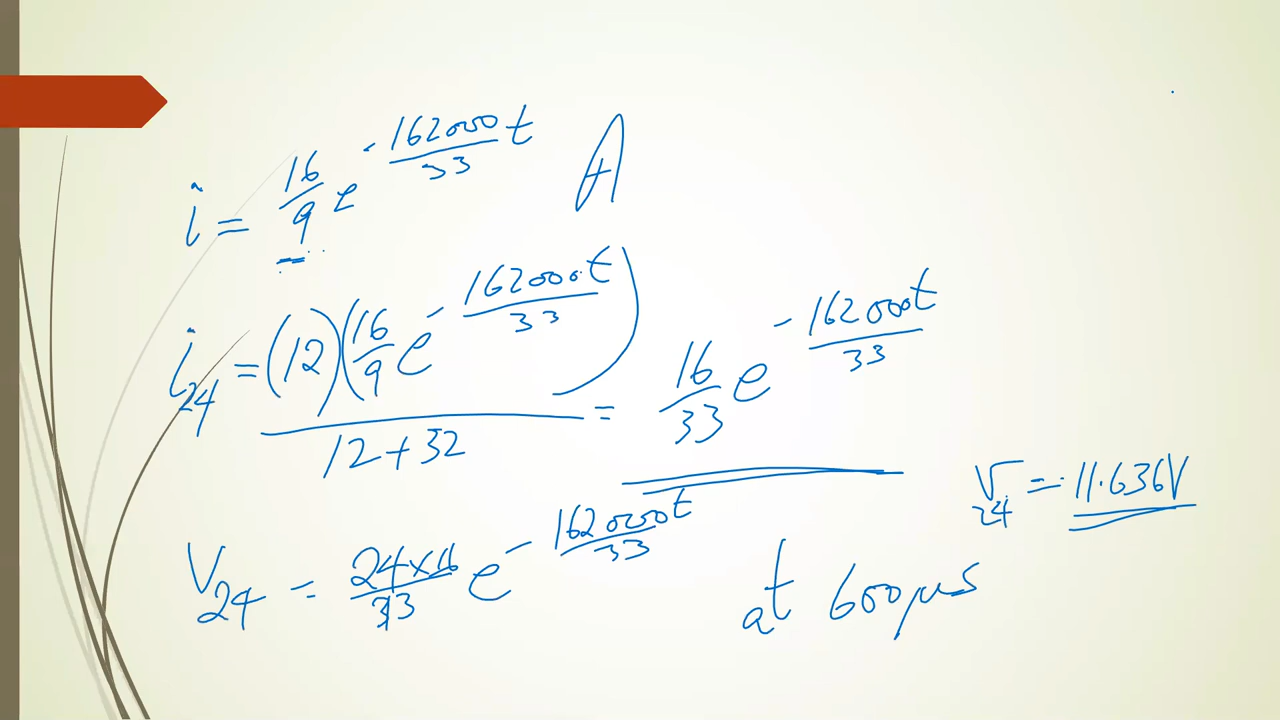 i = 16/9 e^(-162000t/33) A
i24 = (12)(16/9 e^(-162000t/33)) / (12+32) = 16/33 e^(-162000t/33)
V24 = 11.636V
V24 = 24×16/33 e^(-162000t/33)
at 600μs